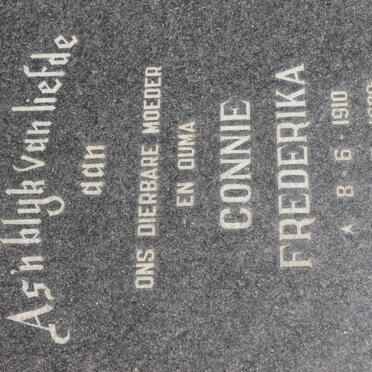 As 'n blyk van liefde
aan
ONS DIERBARE MOEDER
EN OUMA
CONNIE
FREDERIKA
* 8 · 6 · 1910